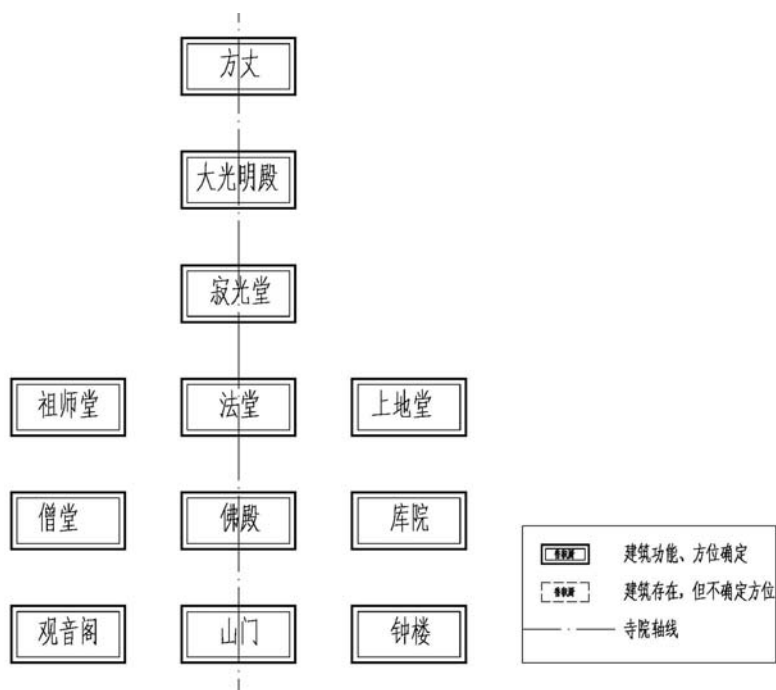 方丈
大光明殿
寂光堂
祖师堂 法堂 上地堂
僧堂 佛殿 库院
观音阁 山门 钟楼
建筑功能、方位确定
建筑存在，但不确定方位
寺院轴线